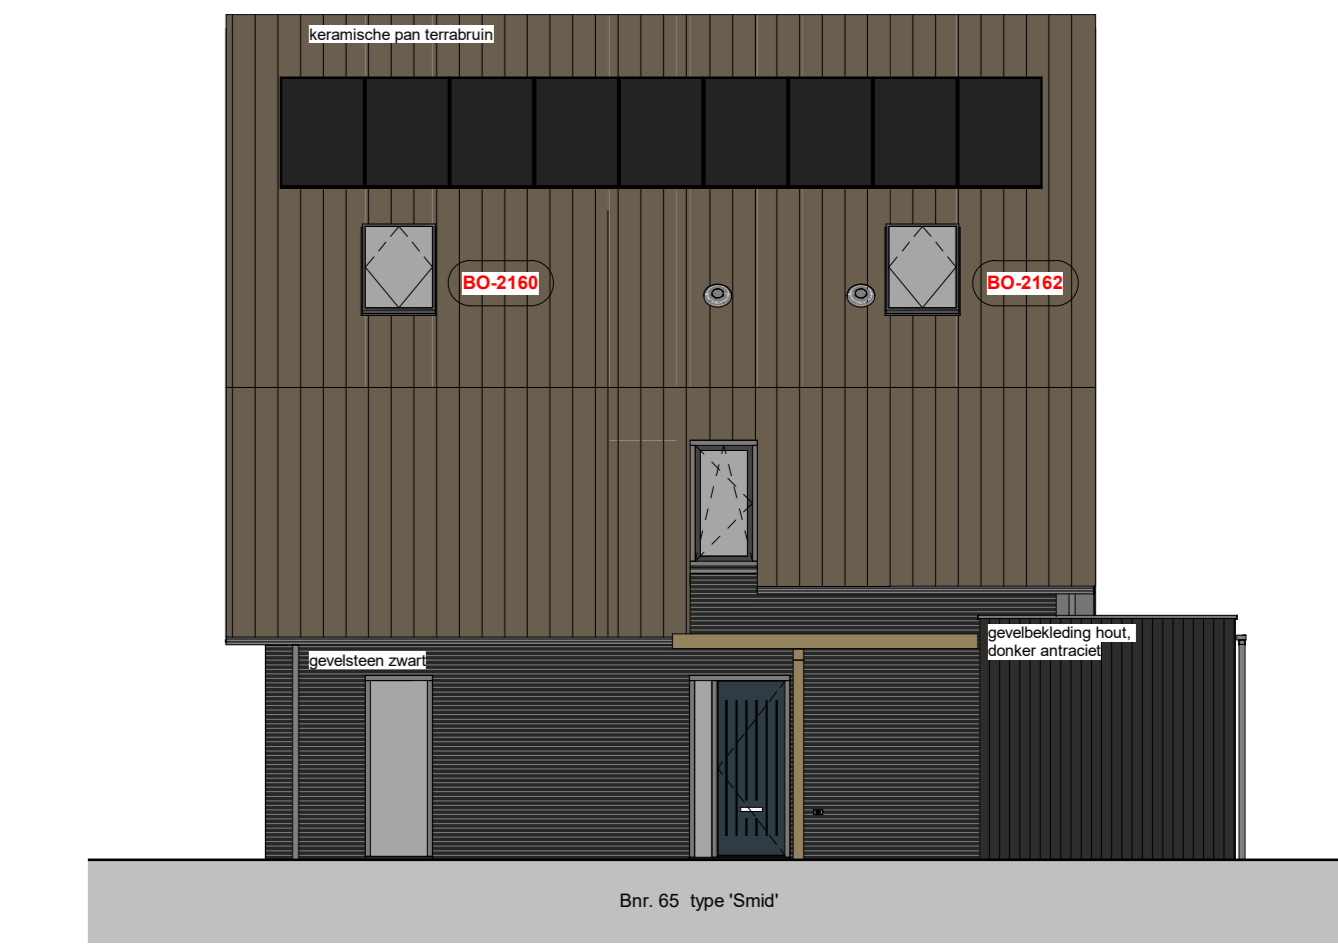 keramische pan terrabruin
BO-2160
BO-2162
gevelbekleding hout,
donker antraciet
gevelsteen zwart
Bnr. 65 type 'Smid'